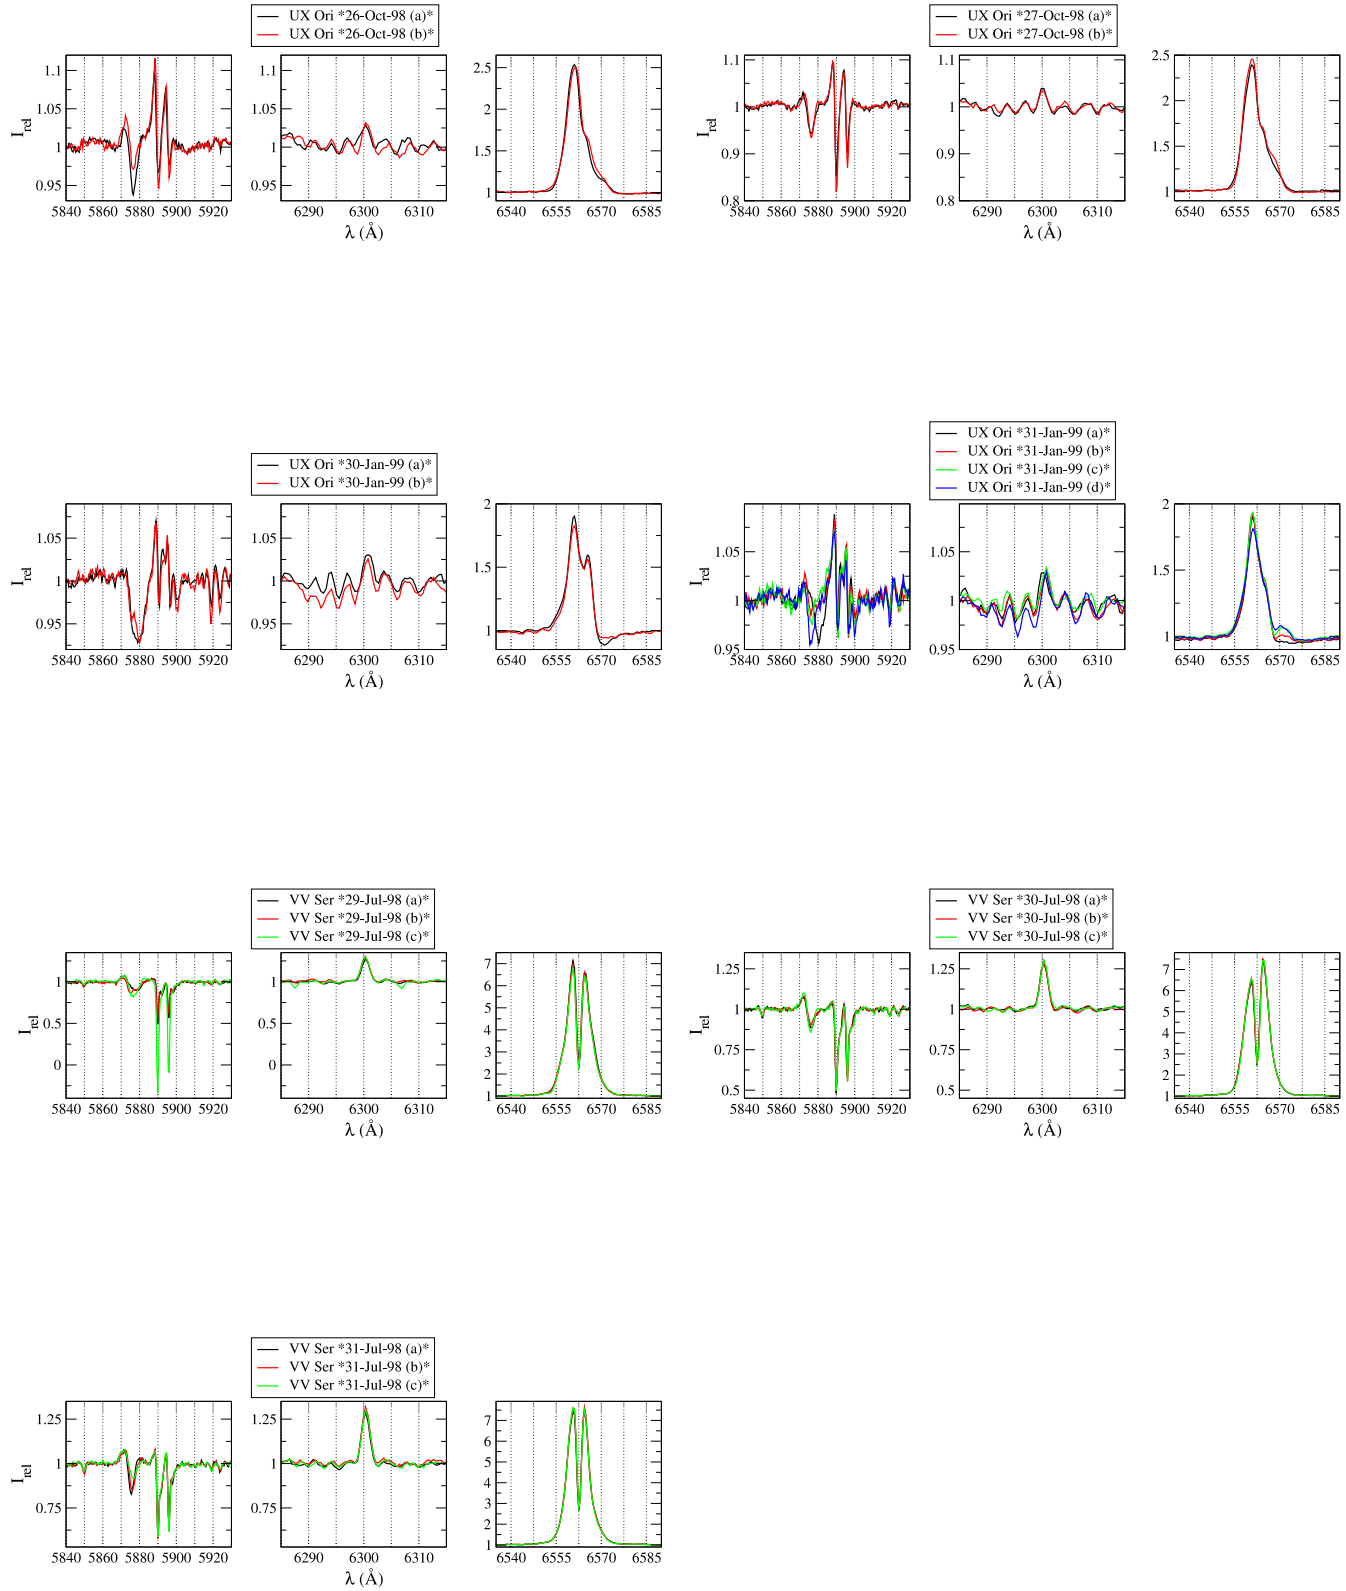 UX Ori *26-Oct-98 (a)*
UX Ori *26-Oct-98 (b)*
I_rel
1.1
1.05
1
0.95
5840 5860 5880 5900 5920
1.1
1.05
1
0.95
6290 6300 6310
λ (Å)
2.5
2
1.5
1
6540 6555 6570 6585
UX Ori *27-Oct-98 (a)*
UX Ori *27-Oct-98 (b)*
I_rel
1.1
1
0.9
0.8
5840 5860 5880 5900 5920
1.1
1
0.9
0.8
6290 6300 6310
λ (Å)
2.5
2
1.5
1
6540 6555 6570 6585
UX Ori *30-Jan-99 (a)*
UX Ori *30-Jan-99 (b)*
I_rel
1.05
1
0.95
5840 5860 5880 5900 5920
1.05
1
0.95
6290 6300 6310
λ (Å)
2
1.5
1
6540 6555 6570 6585
UX Ori *31-Jan-99 (a)*
UX Ori *31-Jan-99 (b)*
UX Ori *31-Jan-99 (c)*
UX Ori *31-Jan-99 (d)*
I_rel
1.05
1
0.95
5840 5860 5880 5900 5920
1.05
1
0.95
6290 6300 6310
λ (Å)
2
1.5
1
6540 6555 6570 6585
VV Ser *29-Jul-98 (a)*
VV Ser *29-Jul-98 (b)*
VV Ser *29-Jul-98 (c)*
I_rel
1
0.5
0
5840 5860 5880 5900 5920
1
0.5
0
6290 6300 6310
λ (Å)
7
6
5
4
3
2
1
6540 6555 6570 6585
VV Ser *30-Jul-98 (a)*
VV Ser *30-Jul-98 (b)*
VV Ser *30-Jul-98 (c)*
I_rel
1.25
1
0.75
0.5
5840 5860 5880 5900 5920
1.25
1
0.75
0.5
6290 6300 6310
λ (Å)
7
6
5
4
3
2
1
6540 6555 6570 6585
VV Ser *31-Jul-98 (a)*
VV Ser *31-Jul-98 (b)*
VV Ser *31-Jul-98 (c)*
I_rel
1.25
1
0.75
5840 5860 5880 5900 5920
1.25
1
0.75
6290 6300 6310
λ (Å)
7
6
5
4
3
2
1
6540 6555 6570 6585